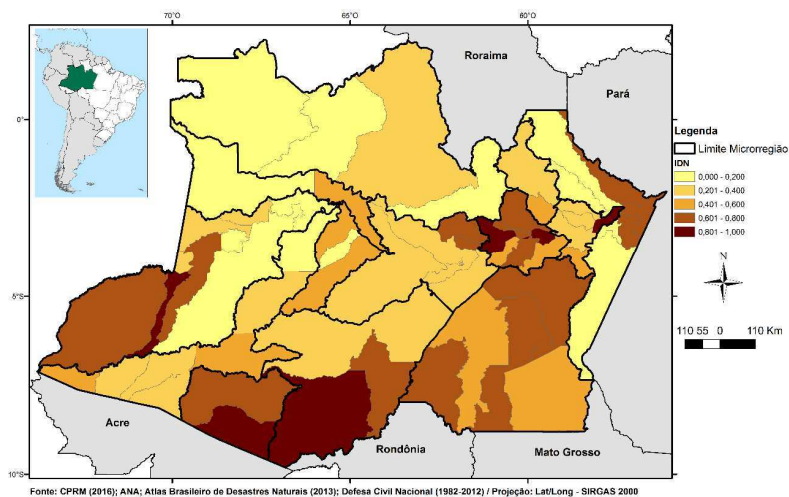 70°0'W
65°0'W
60°0'W
Roraima
Pará
0°
Legenda
Limite Microrregião
IDN
0,000 - 0,200
0,201 - 0,400
0,401 - 0,600
0,601 - 0,800
0,801 - 1,000
N
5°S
110 55 0 110 Km
Acre
Rondônia
Mato Grosso
10°S
Fonte: CPRM (2016); ANA; Atlas Brasileiro de Desastres Naturais (2013); Defesa Civil Nacional (1982-2012) / Projeção: Lat/Long - SIRGAS 2000